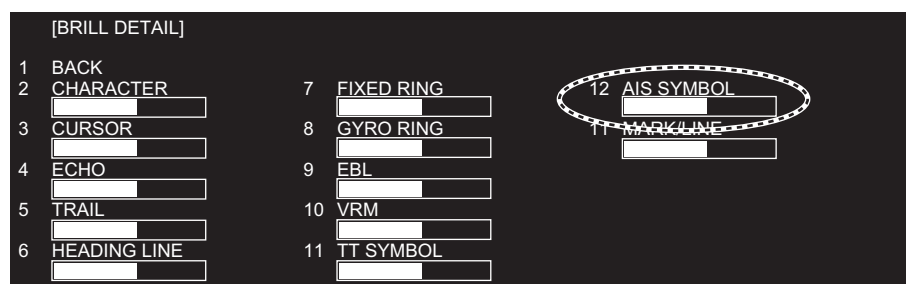 [BRILL DETAIL]
1 BACK
2 CHARACTER
3 CURSOR
4 ECHO
5 TRAIL
6 HEADING LINE
7 FIXED RING
8 GYRO RING
9 EBL
10 VRM
11 TT SYMBOL
12 AIS SYMBOL
11 MARK/LINE